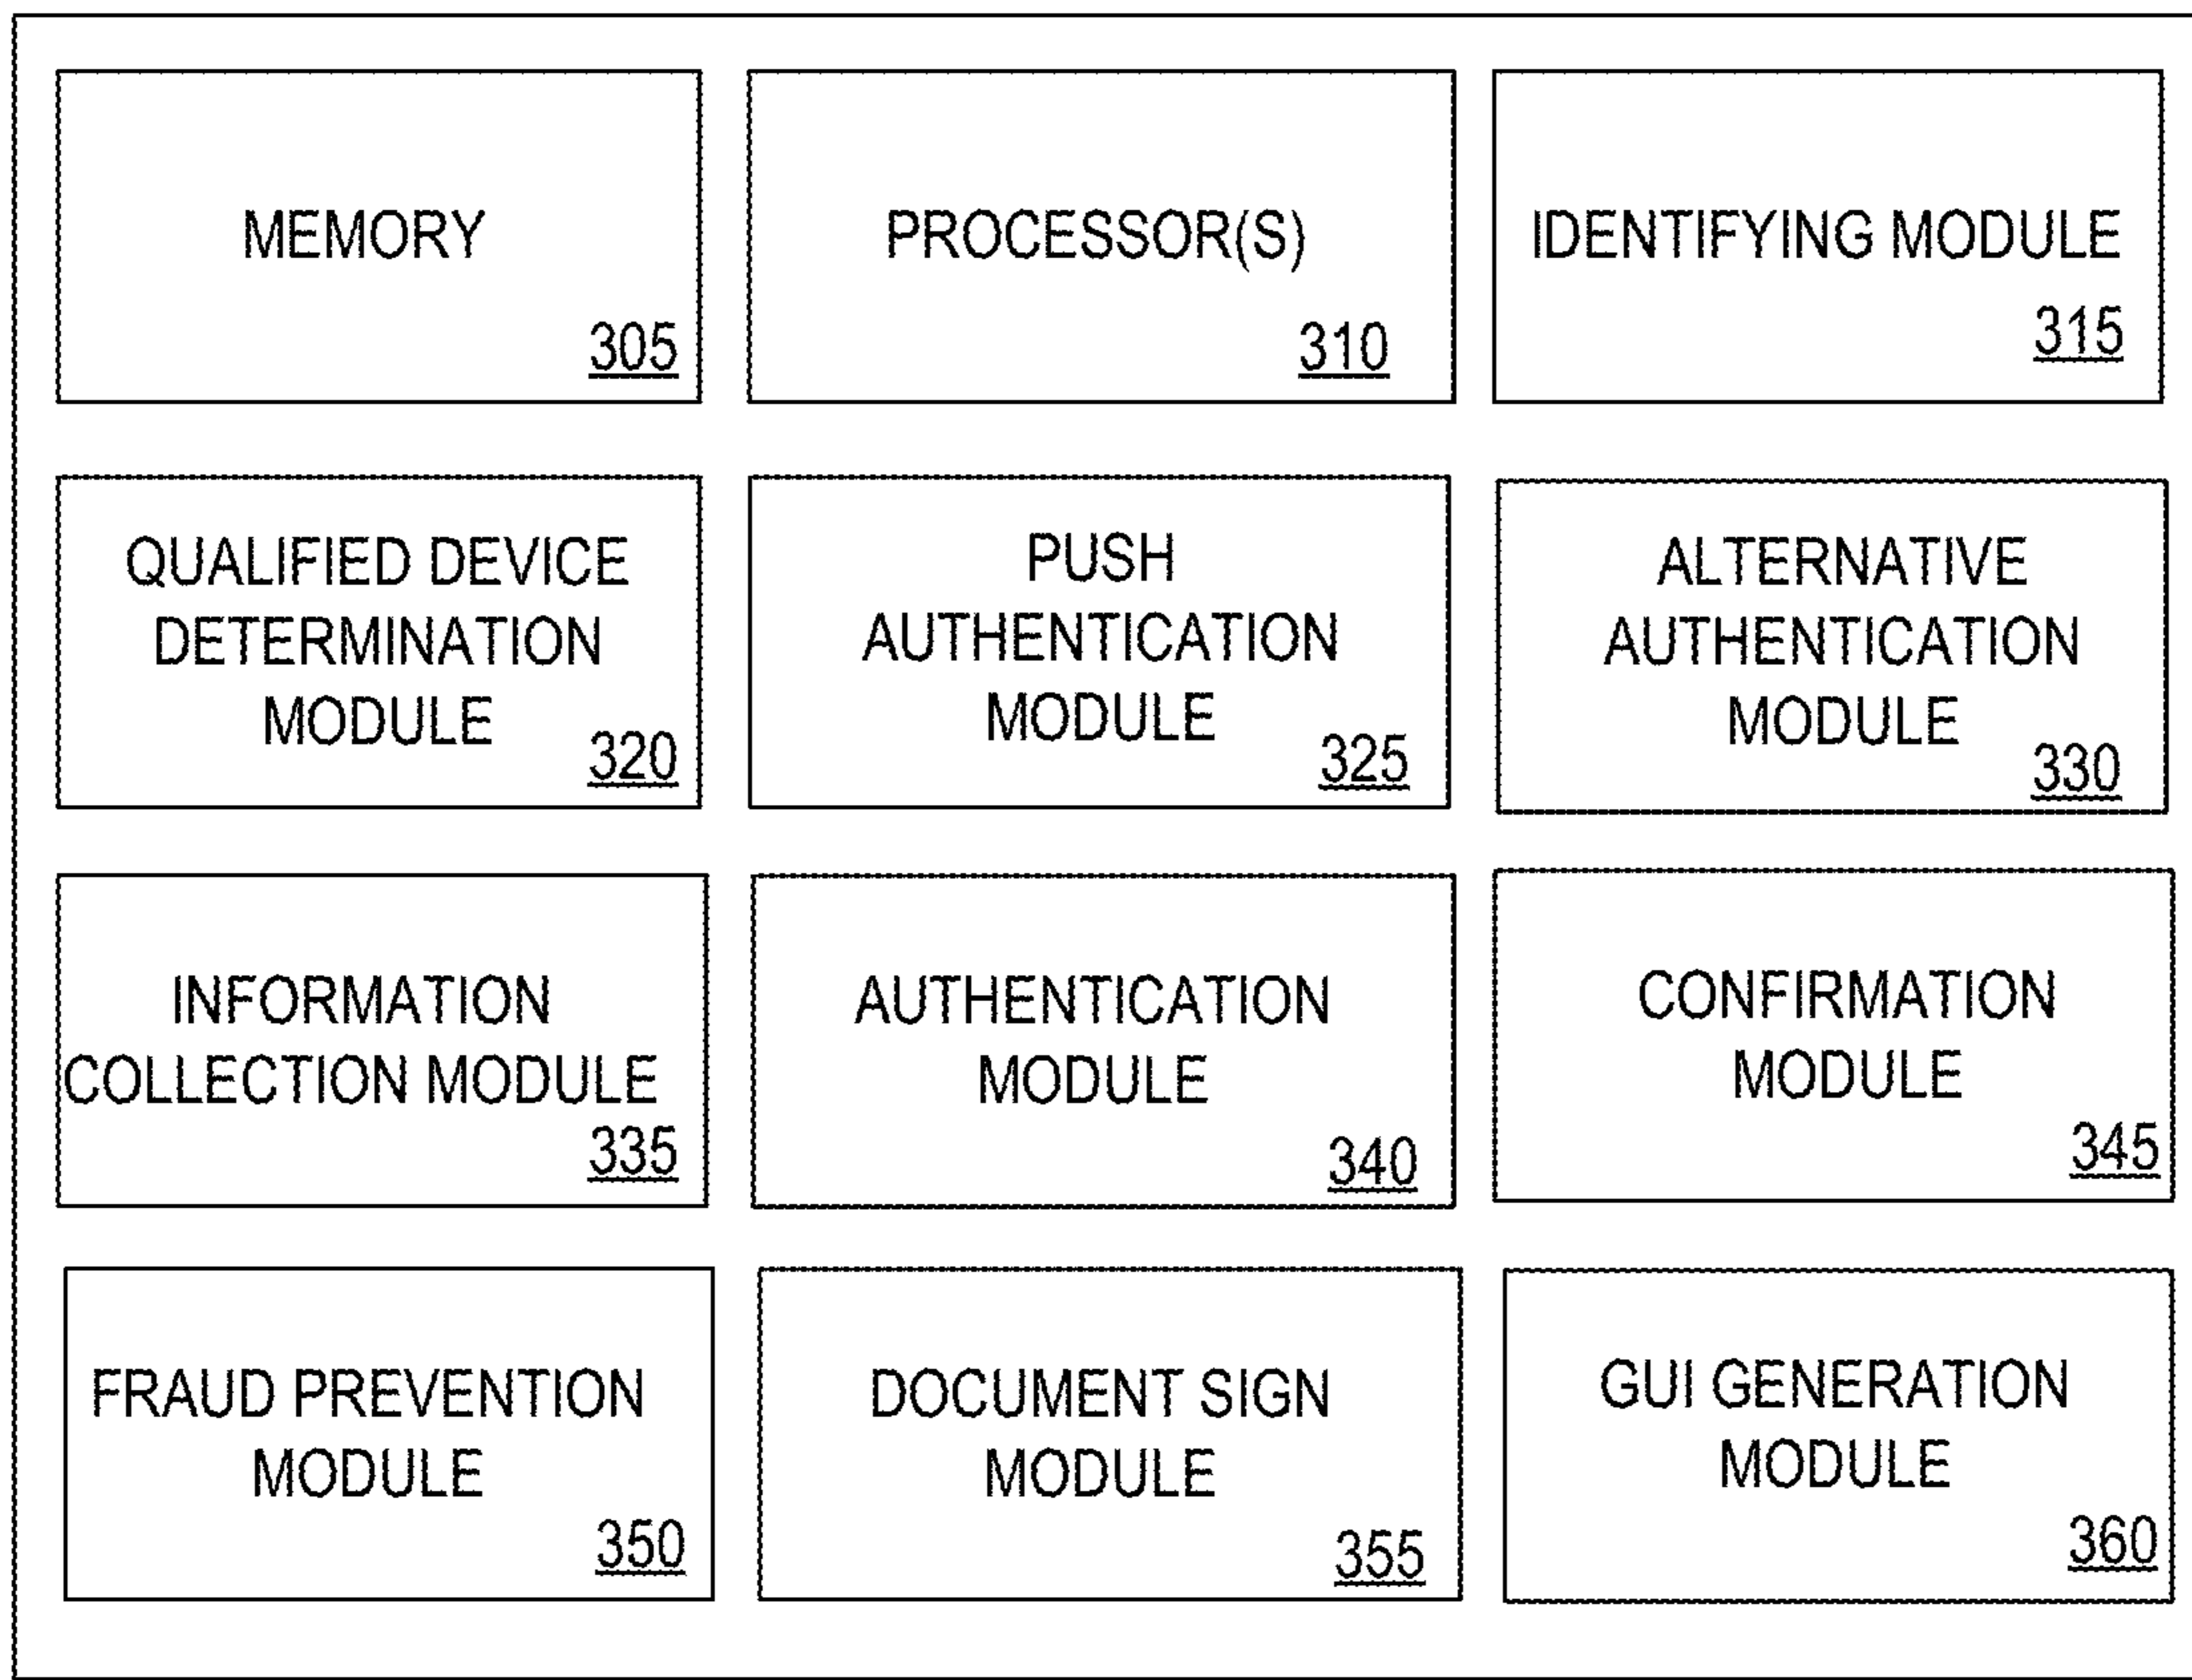 MEMORY
305
PROCESSOR(S)
310
IDENTIFYING MODULE
315
QUALIFIED DEVICE
DETERMINATION
MODULE
320
PUSH
AUTHENTICATION
MODULE
325
ALTERNATIVE
AUTHENTICATION
MODULE
330
INFORMATION
COLLECTION MODULE
335
AUTHENTICATION
MODULE
340
CONFIRMATION
MODULE
345
FRAUD PREVENTION
MODULE
350
DOCUMENT SIGN
MODULE
355
GUI GENERATION
MODULE
360